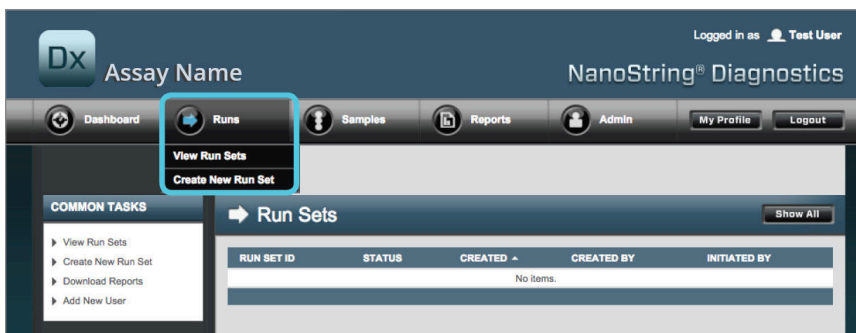 Logged in as Test User
Dx Assay Name
NanoString® Diagnostics
Dashboard Runs Samples Reports Admin My Profile Logout
View Run Sets
Create New Run Set
COMMON TASKS
View Run Sets
Create New Run Set
Download Reports
Add New User
Run Sets Show All
RUN SET ID STATUS CREATED CREATED BY INITIATED BY
No items.